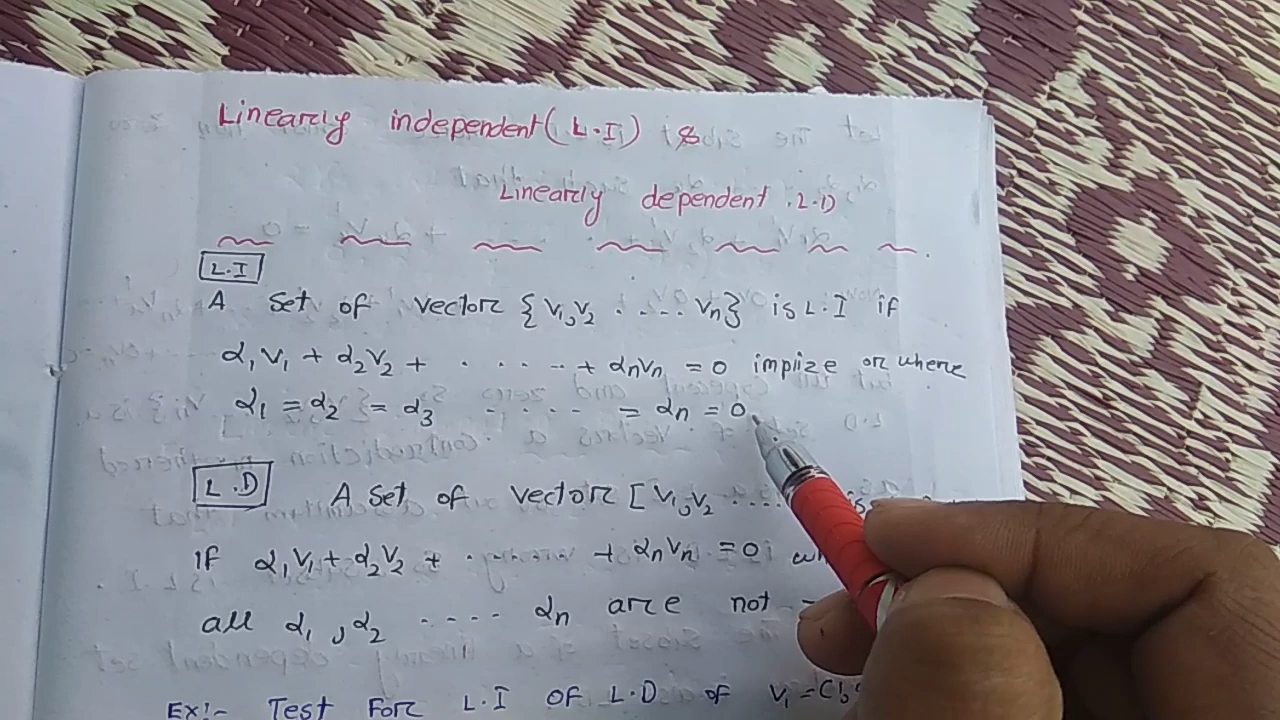 Linearly independent (L.I) &
Linearly dependent L.D
L.I
A set of vector {V₁, V₂ ..... Vₙ} is L.I if
α₁V₁ + α₂V₂ + ..... + αₙVₙ = 0 implize or where
α₁ = α₂ = α₃ ..... = αₙ = 0
L.D A set of vector [V₁, V₂ ....
If α₁V₁ + α₂V₂ + ...... + αₙVₙ = 0
all α₁, α₂ ..... αₙ are not
Ex!- Test For L.I OF L.D of V₁ =